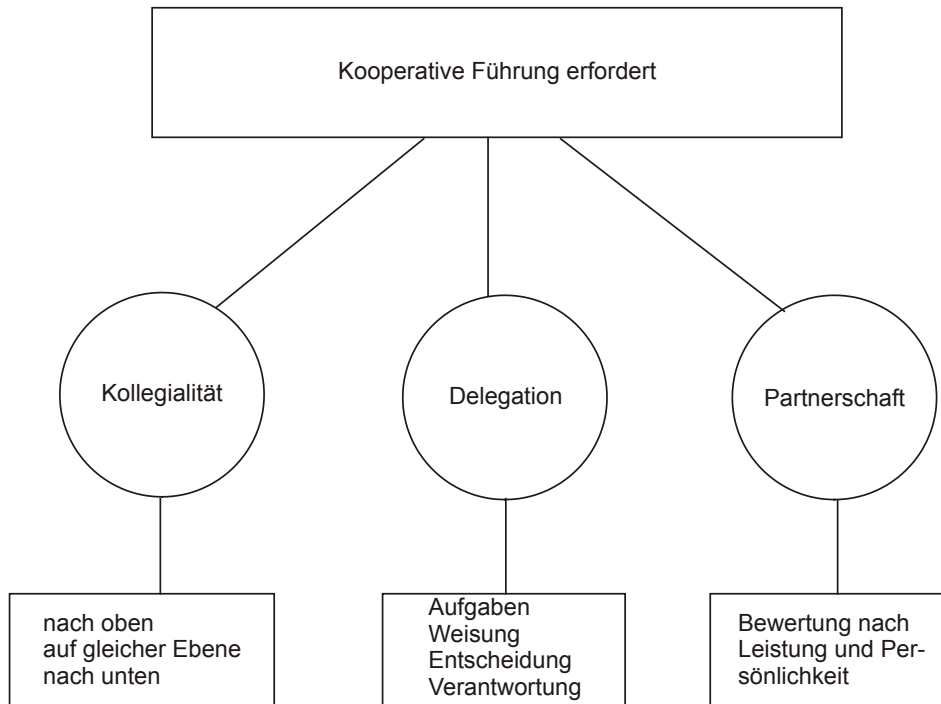 Kooperative Führung erfordert
Kollegialität
Delegation
Partnerschaft
nach oben
auf gleicher Ebene
nach unten
Aufgaben
Weisung
Entscheidung
Verantwortung
Bewertung nach
Leistung und Per-
sönlichkeit